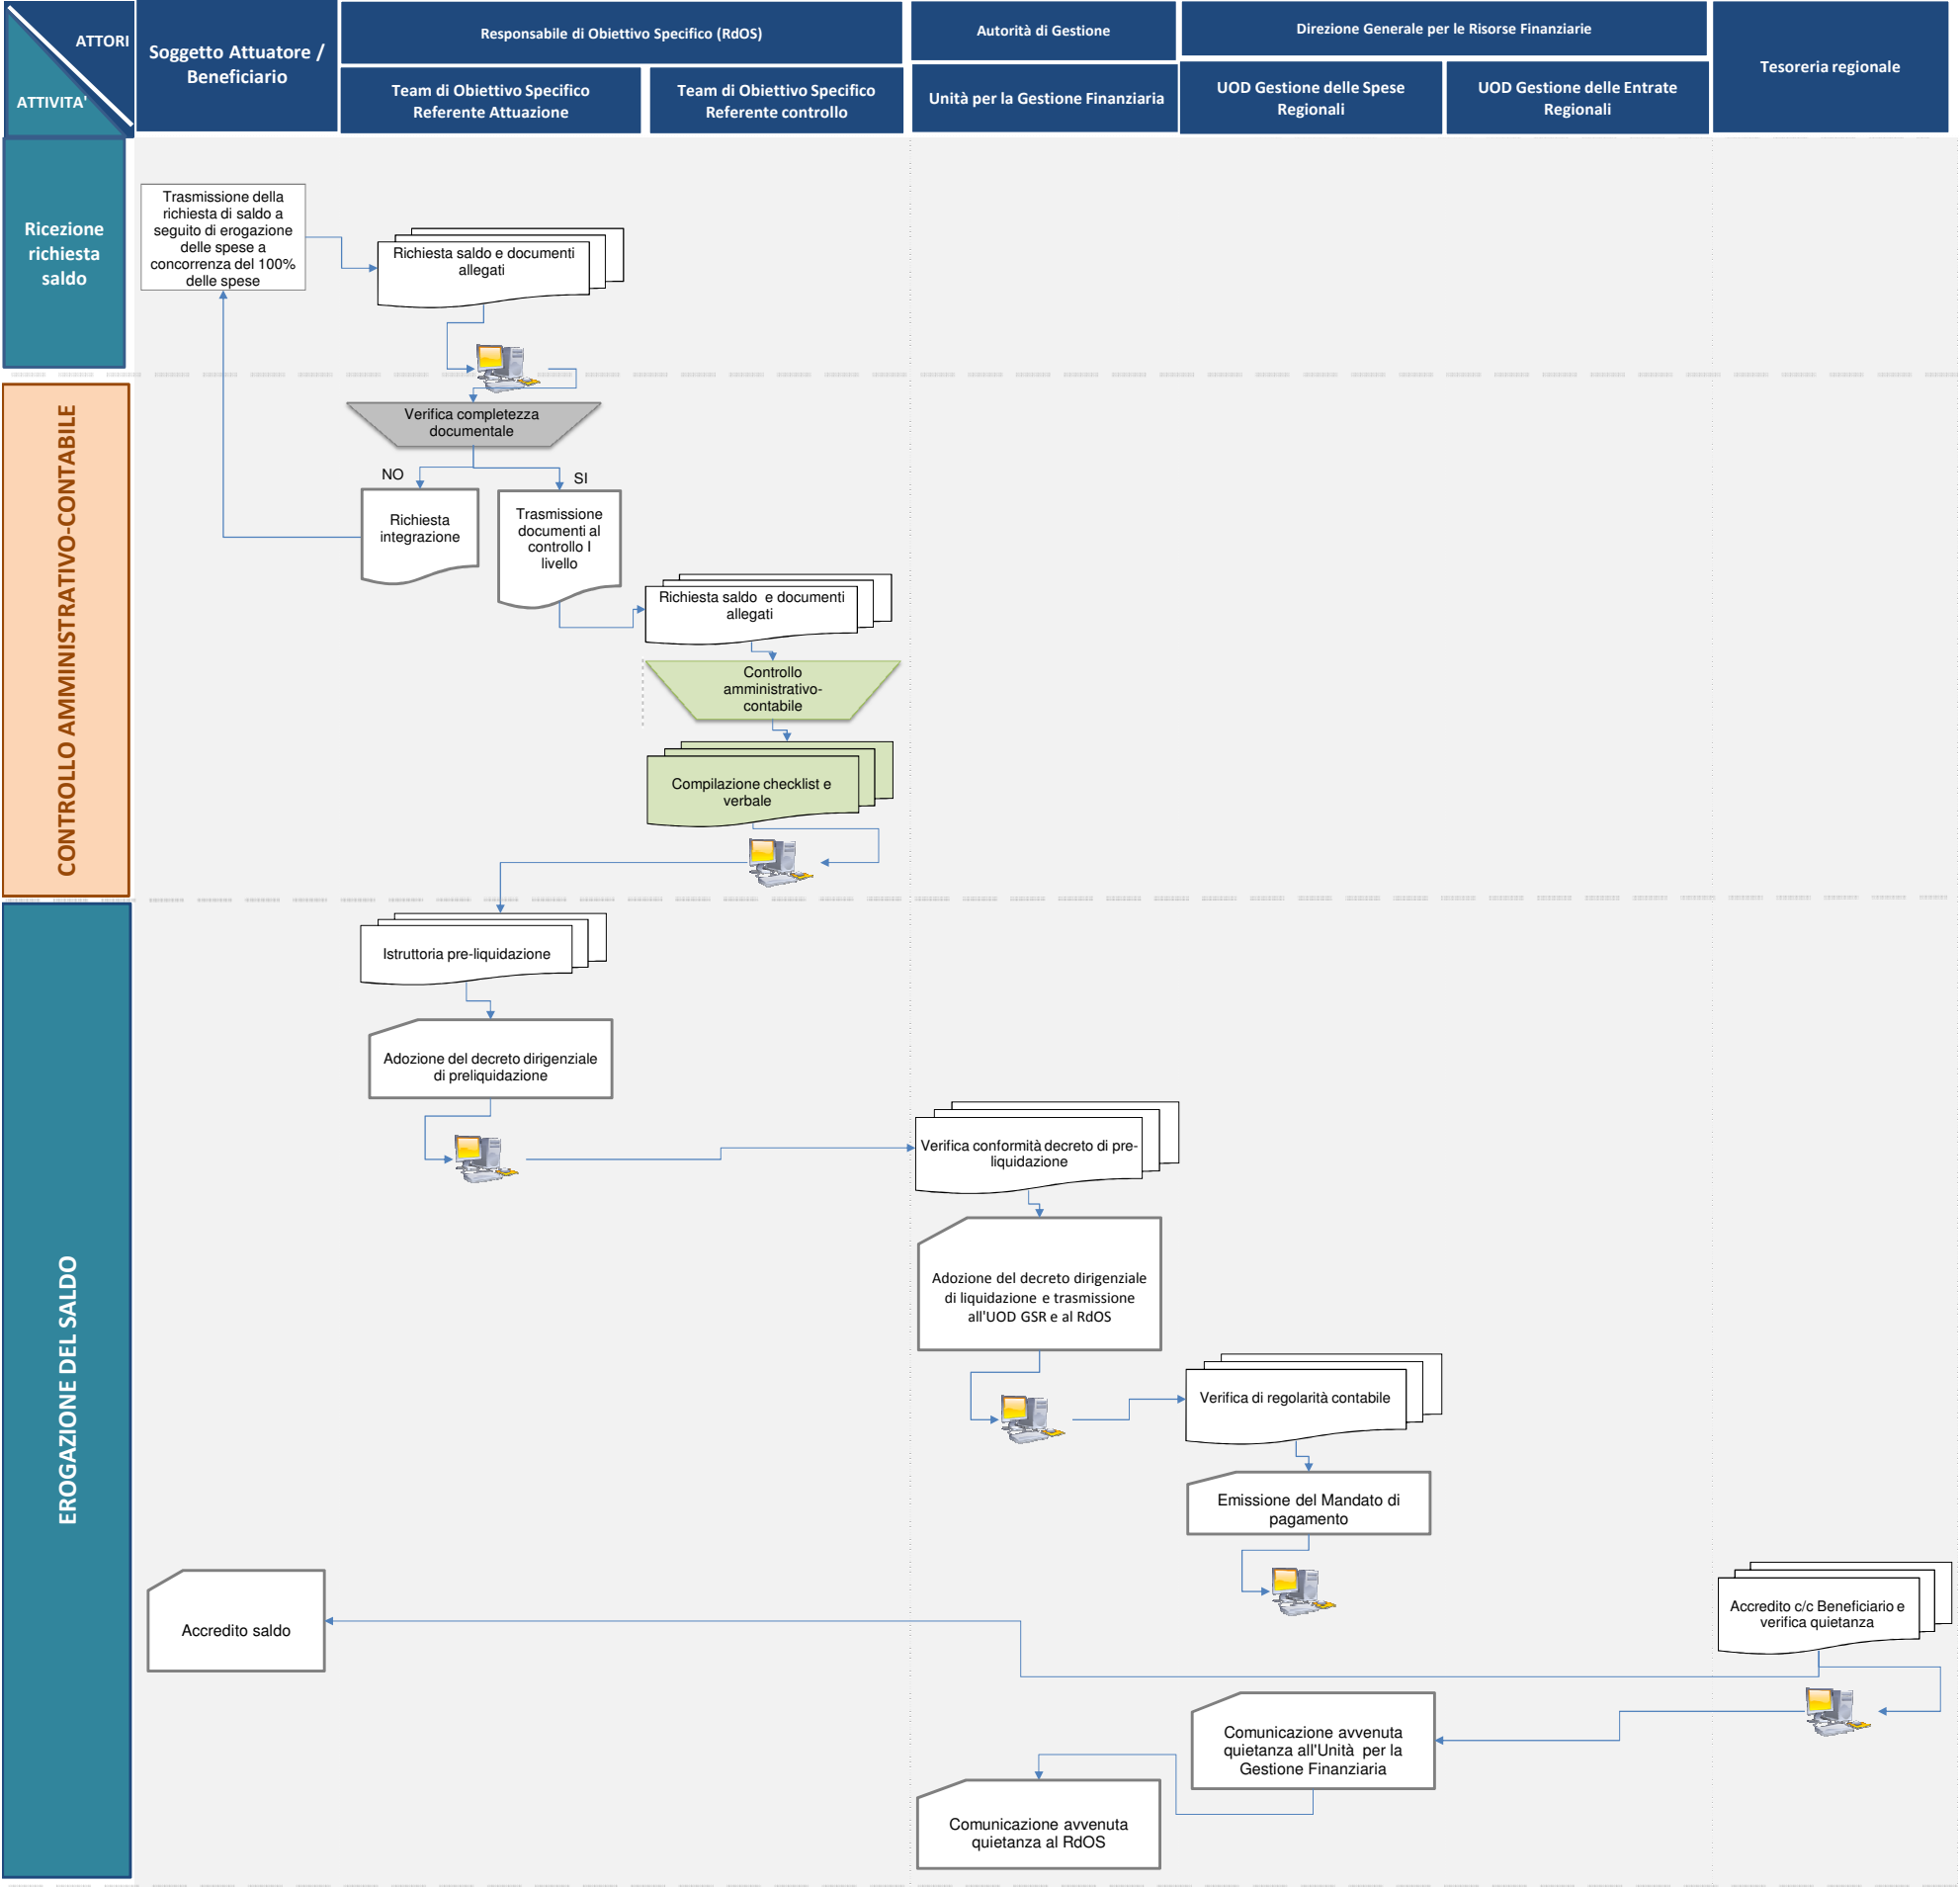 ATTORI
ATTIVITA'
Soggetto Attuatore /
Beneficiario
Responsabile di Obiettivo Specifico (RdOS)
Team di Obiettivo Specifico
Referente Attuazione
Team di Obiettivo Specifico
Referente controllo
Autorità di Gestione
Unità per la Gestione Finanziaria
Direzione Generale per le Risorse Finanziarie
UOD Gestione delle Spese
Regionali
UOD Gestione delle Entrate
Regionali
Tesoreria regionale
Ricezione
richiesta
saldo
Trasmissione della
richiesta di saldo a
seguito di erogazione
delle spese a
concorrenza del 100%
delle spese
Richiesta saldo e documenti
allegati
CONTROLLO AMMINISTRATIVO-CONTABILE
Verifica completezza
documentale
NO
SI
Richiesta
integrazione
Trasmissione
documenti al
controllo I
livello
Richiesta saldo  e documenti
allegati
Controllo
amministrativo-
contabile
Compilazione checklist e
verbale
EROGAZIONE DEL SALDO
Istruttoria pre-liquidazione
Adozione del decreto dirigenziale
di preliquidazione
Verifica conformità decreto di pre-
liquidazione
Adozione del decreto dirigenziale
di liquidazione e trasmissione
all'UOD GSR e al RdOS
Verifica di regolarità contabile
Emissione del Mandato di
pagamento
Accredito saldo
Accredito c/c Beneficiario e
verifica quietanza
Comunicazione avvenuta
quietanza all'Unità  per la
Gestione Finanziaria
Comunicazione avvenuta
quietanza al RdOS